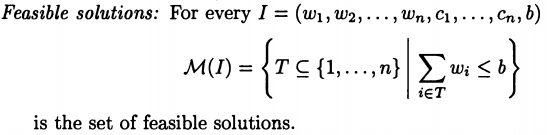 Feasible solutions: For every I = (w₁, w₂, ..., wₙ, c₁, ..., cₙ, b)
𝓜(I) = { T ⊆ {1, ..., n} | ∑_{i∈T} wᵢ ≤ b }
is the set of feasible solutions.